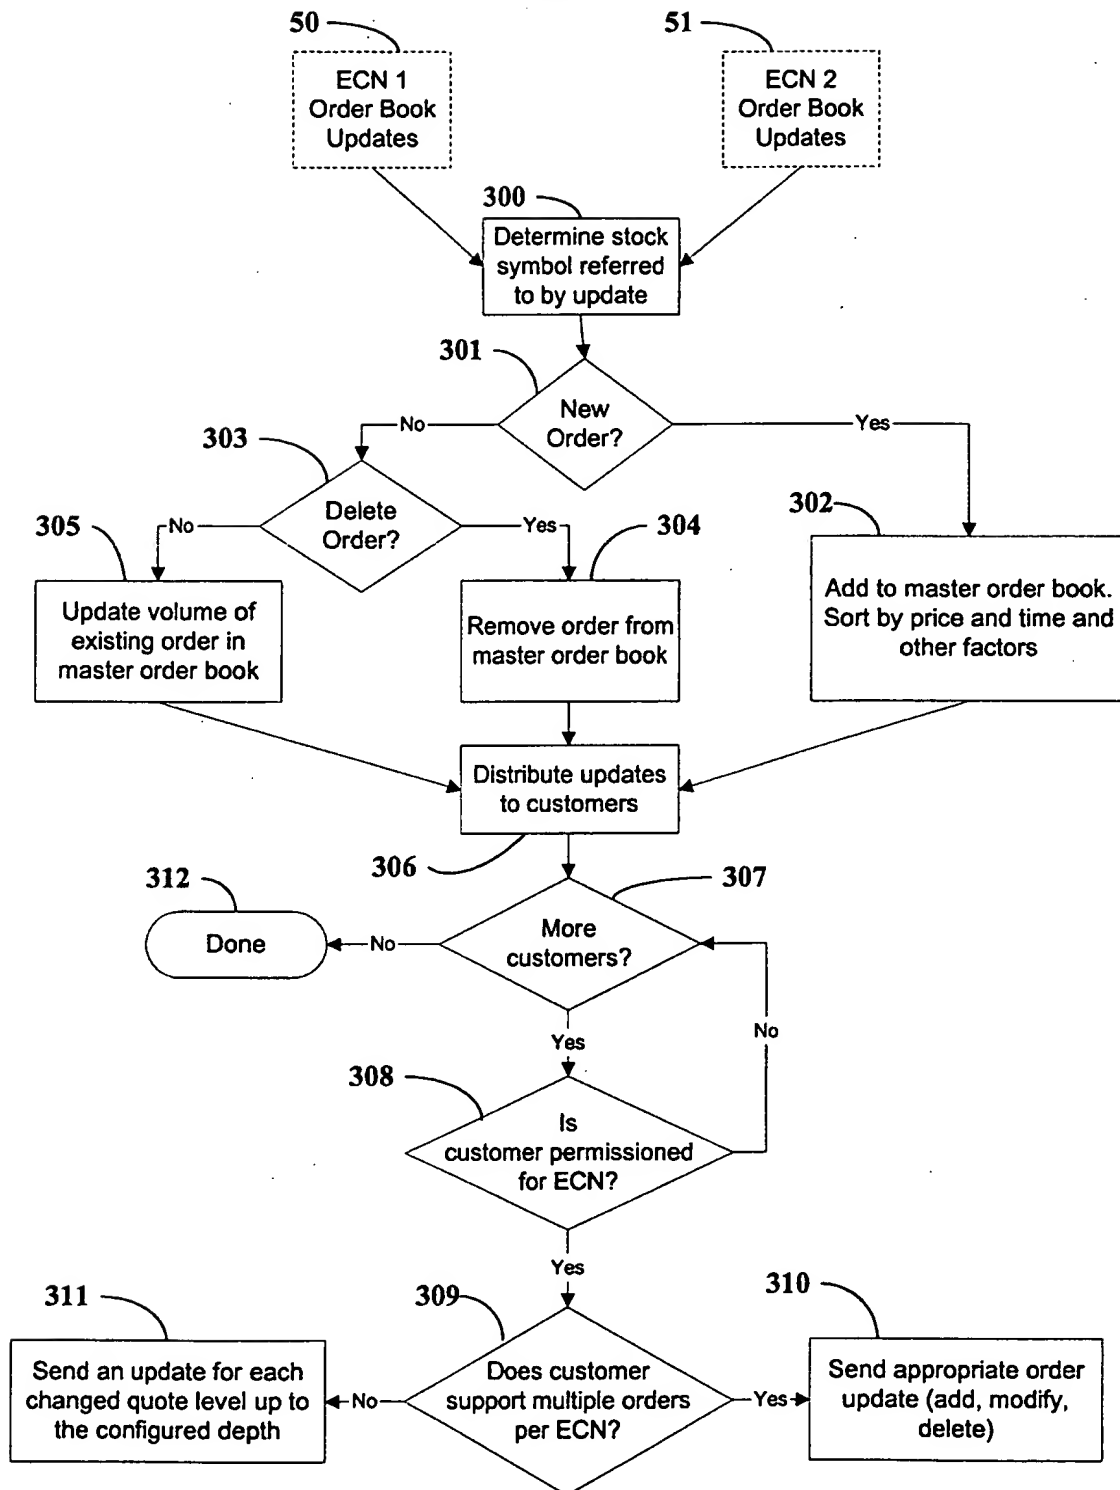 50
51
ECN 1
Order Book
Updates
ECN 2
Order Book
Updates
300
Determine stock
symbol referred
to by update
301
New
Order?
No
Yes
303
Delete
Order?
No
Yes
305
304
302
Update volume of
existing order in
master order book
Remove order from
master order book
Add to master order book.
Sort by price and time and
other factors
Distribute updates
to customers
306
307
312
Done
No
More
customers?
Yes
No
308
Is
customer permissioned
for ECN?
Yes
311
309
310
Send an update for each
changed quote level up to
the configured depth
No
Does customer
support multiple orders
per ECN?
Yes
Send appropriate order
update (add, modify,
delete)